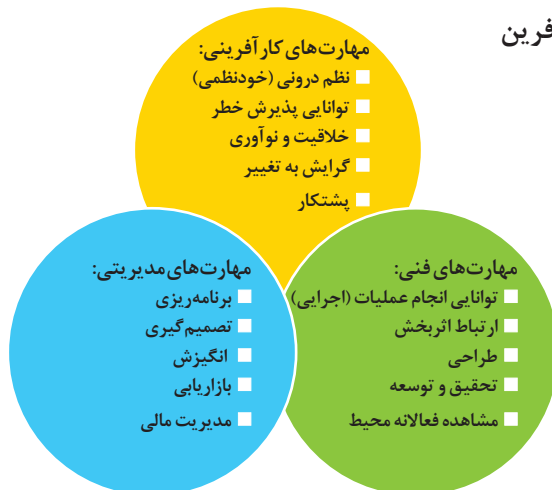 فرین
مهارت‌های کارآفرینی:
نظم درونی (خودنظمی)
توانایی پذیرش خطر
خلاقیت و نوآوری
گرایش به تغییر
پشتکار
مهارت‌های فنی:
توانایی انجام عملیات (اجرایی)
ارتباط اثربخش
طراحی
تحقیق و توسعه
مشاهده فعالانه محیط
مهارت‌های مدیریتی:
برنامه‌ریزی
تصمیم‌گیری
انگیزش
بازاریابی
مدیریت مالی